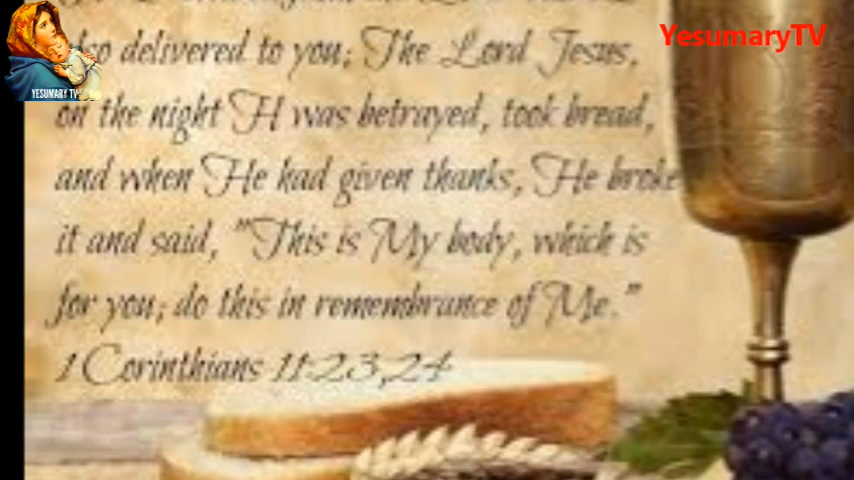 YesumaryTV
also delivered to you; The Lord Jesus,
YESUMARY TV
on the night H was betrayed, took bread,
and when He had given thanks, He broke
it and said, "This is My body, which is
for you; do this in remembrance of Me."
1 Corinthians 11:23,24